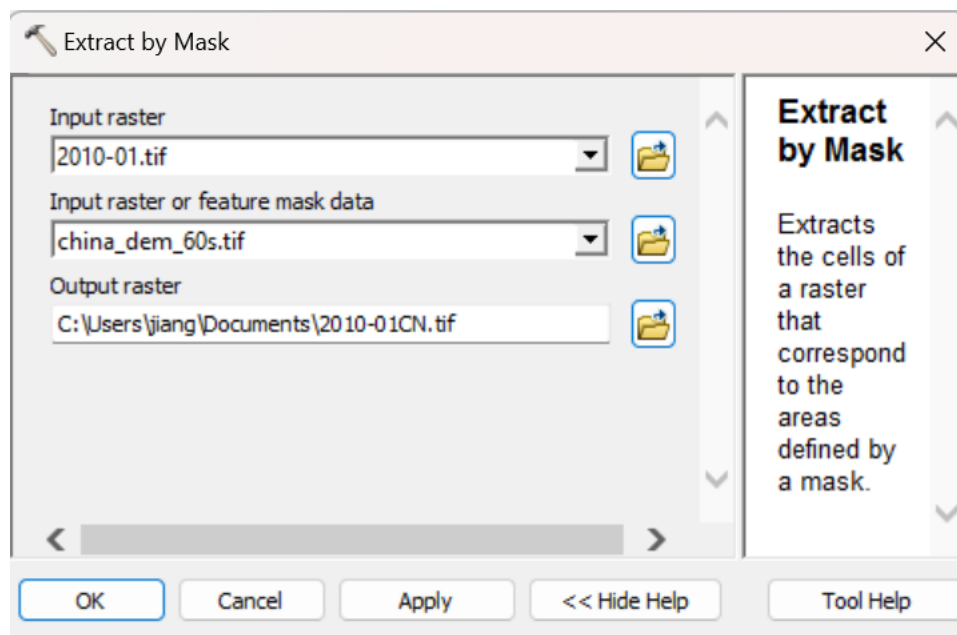 Extract by Mask
Input raster
2010-01.tif
Input raster or feature mask data
china_dem_60s.tif
Output raster
C:\Users\jiang\Documents\2010-01CN.tif
OK
Cancel
Apply
<< Hide Help
Extract
by Mask
Extracts
the cells of
a raster
that
correspond
to the
areas
defined by
a mask.
Tool Help